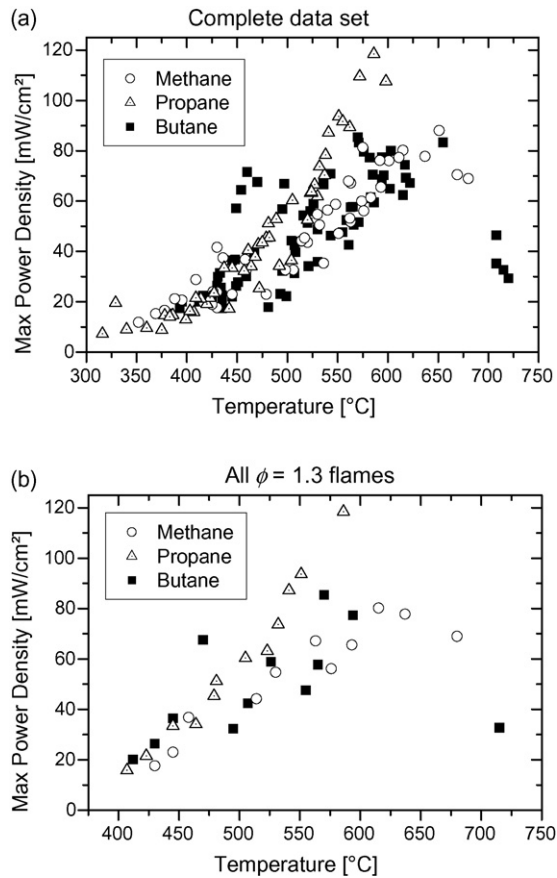 (a)
Complete data set
Max Power Density [mW/cm²]
120
100
80
60
40
20
0
Methane
Propane
Butane
300 350 400 450 500 550 600 650 700 750
Temperature [°C]
(b)
All ϕ = 1.3 flames
Max Power Density [mW/cm²]
120
100
80
60
40
20
0
Methane
Propane
Butane
400 450 500 550 600 650 700 750
Temperature [°C]